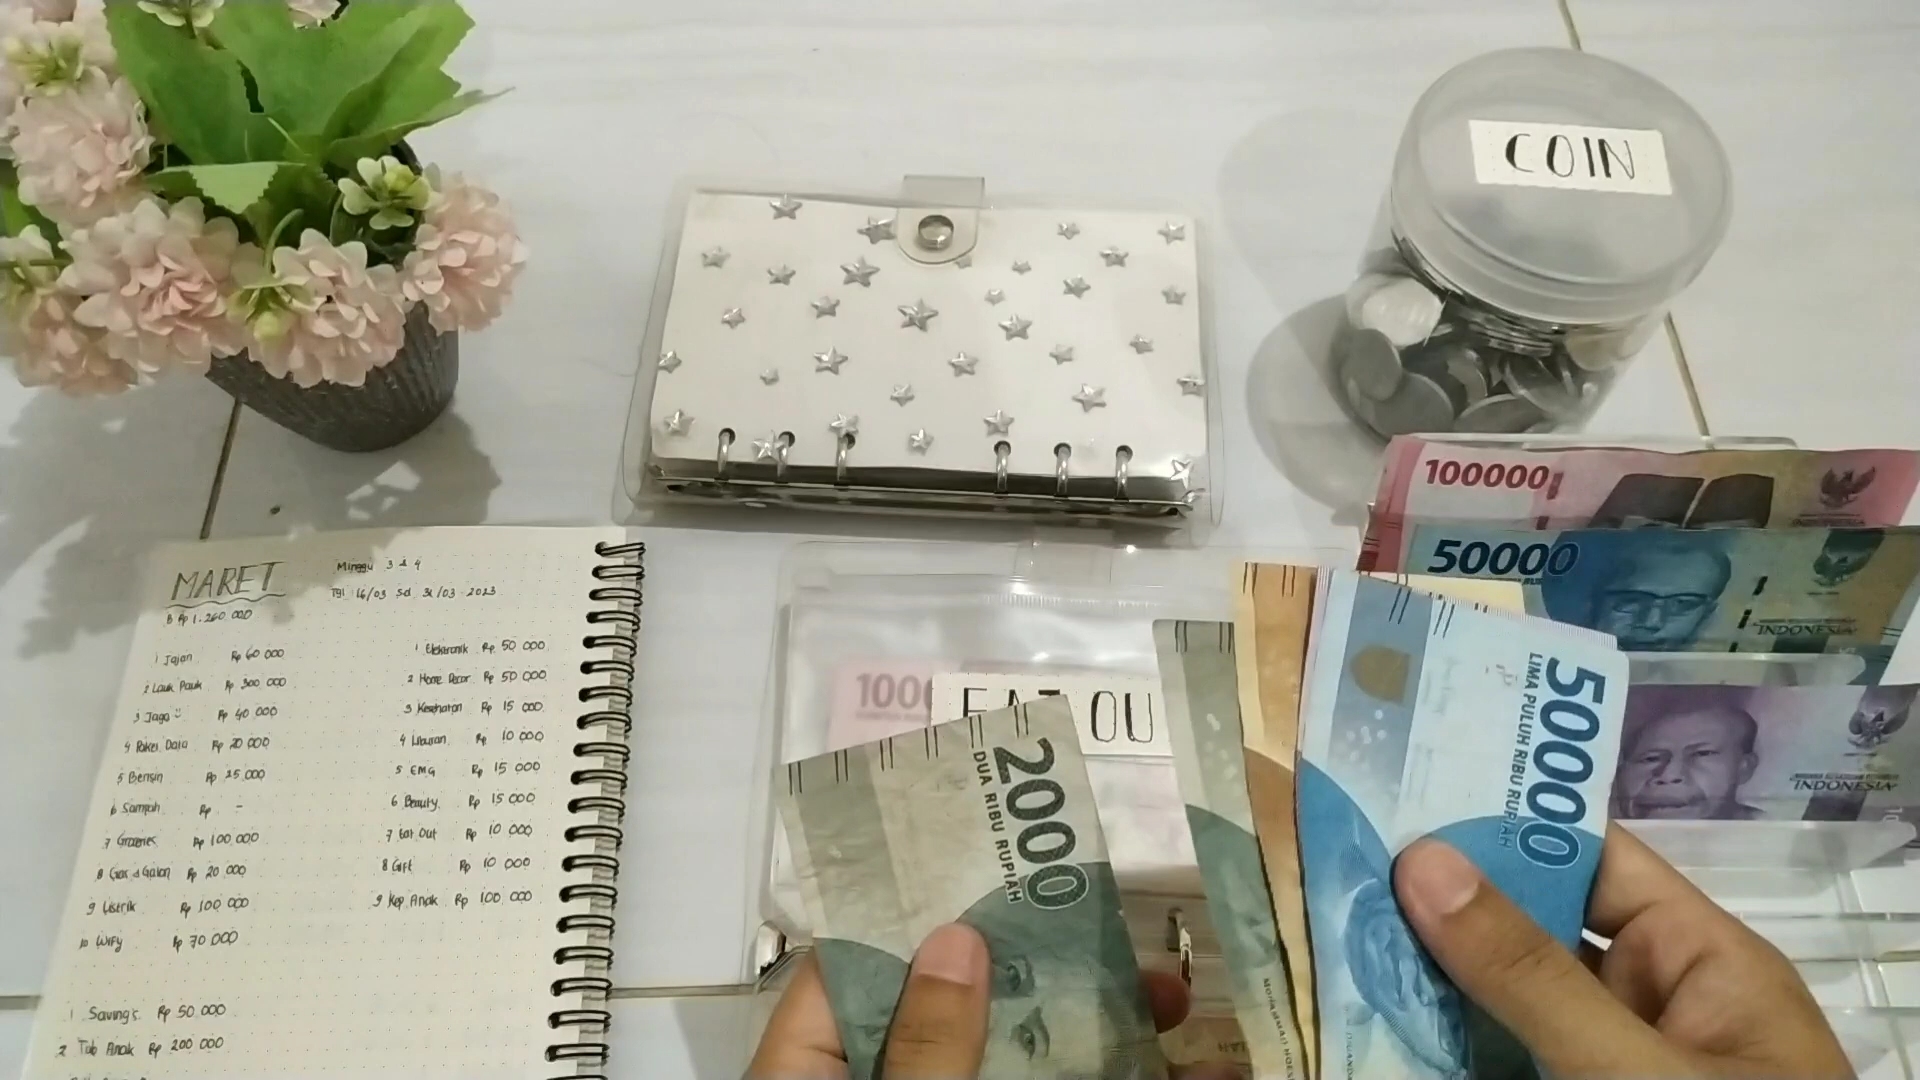 COIN
MARET
Minggu 3 & 4
Tgl 16/03 sd 31/03 - 2023
B Rp 1.260.000
1 Jajan Rp 60 000
2 Lauk Pauk Rp 300 000
3 Jago Rp 40 000
4 Paket Data Rp 20 000
5 Bensin Rp 25 000
6 Sampah Rp -
7 Groceries Rp 100 000
8 Gas & Galon Rp 20 000
9 Listrik Rp 100 000
10 Wify Rp 70 000
1 Elektronik Rp 50 000
2 Home Decor Rp 50 000
3 Kesehatan Rp 15 000
4 Liburan Rp 10 000
5 EMG Rp 15 000
6 Beauty Rp 15 000
7 Eat Out Rp 10 000
8 Gift Rp 10 000
9 Kep Anak Rp 100 000
1 Saving's Rp 50 000
2 Tab Anak Rp 200 000
1000
EAT OU
2000
DUA RIBU RUPIAH
50000
LIMA PULUH RIBU RUPIAH
100000
50000
INDONESIA
INDONESIA